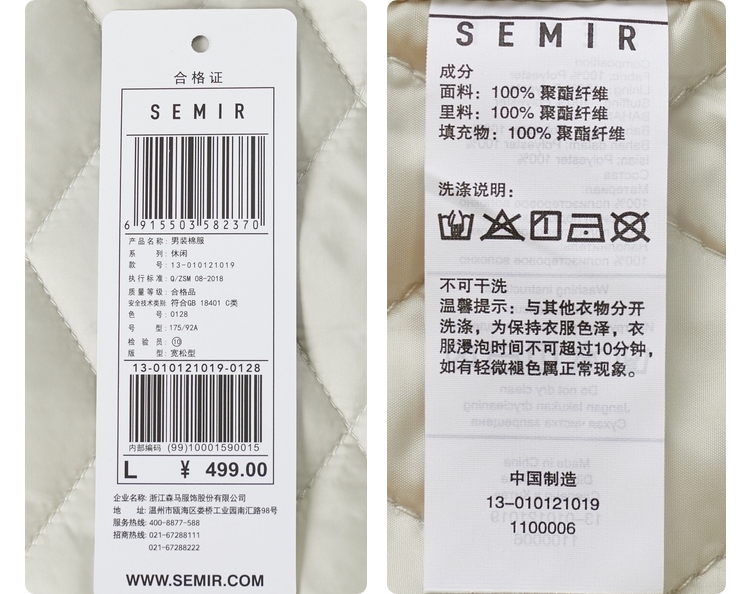 合格证
SEMIR
6 915503 582370
产品名称: 男装棉服
系 列: 休闲
款 号: 13-010121019
执行标准: Q/ZSM 08-2018
质量等级: 合格品
安全技术类别: 符合GB 18401 C类
色 号: 0128
号 型: 175/92A
检 验 员: ⑩
版 型: 宽松型
13-010121019-0128
内部编码 (99)10001590015
L ¥ 499.00
企业名称: 浙江森马服饰股份有限公司
地 址: 温州市瓯海区娄桥工业园南汇路98号
服务热线: 400-8877-588
招商热线: 021-67288111
021-67288222
WWW.SEMIR.COM
SEMIR
成分
面料: 100% 聚酯纤维
里料: 100% 聚酯纤维
填充物: 100% 聚酯纤维
洗涤说明:
不可干洗
温馨提示: 与其他衣物分开
洗涤, 为保持衣服色泽, 衣
服浸泡时间不可超过10分钟,
如有轻微褪色属正常现象。
中国制造
13-010121019
1100006